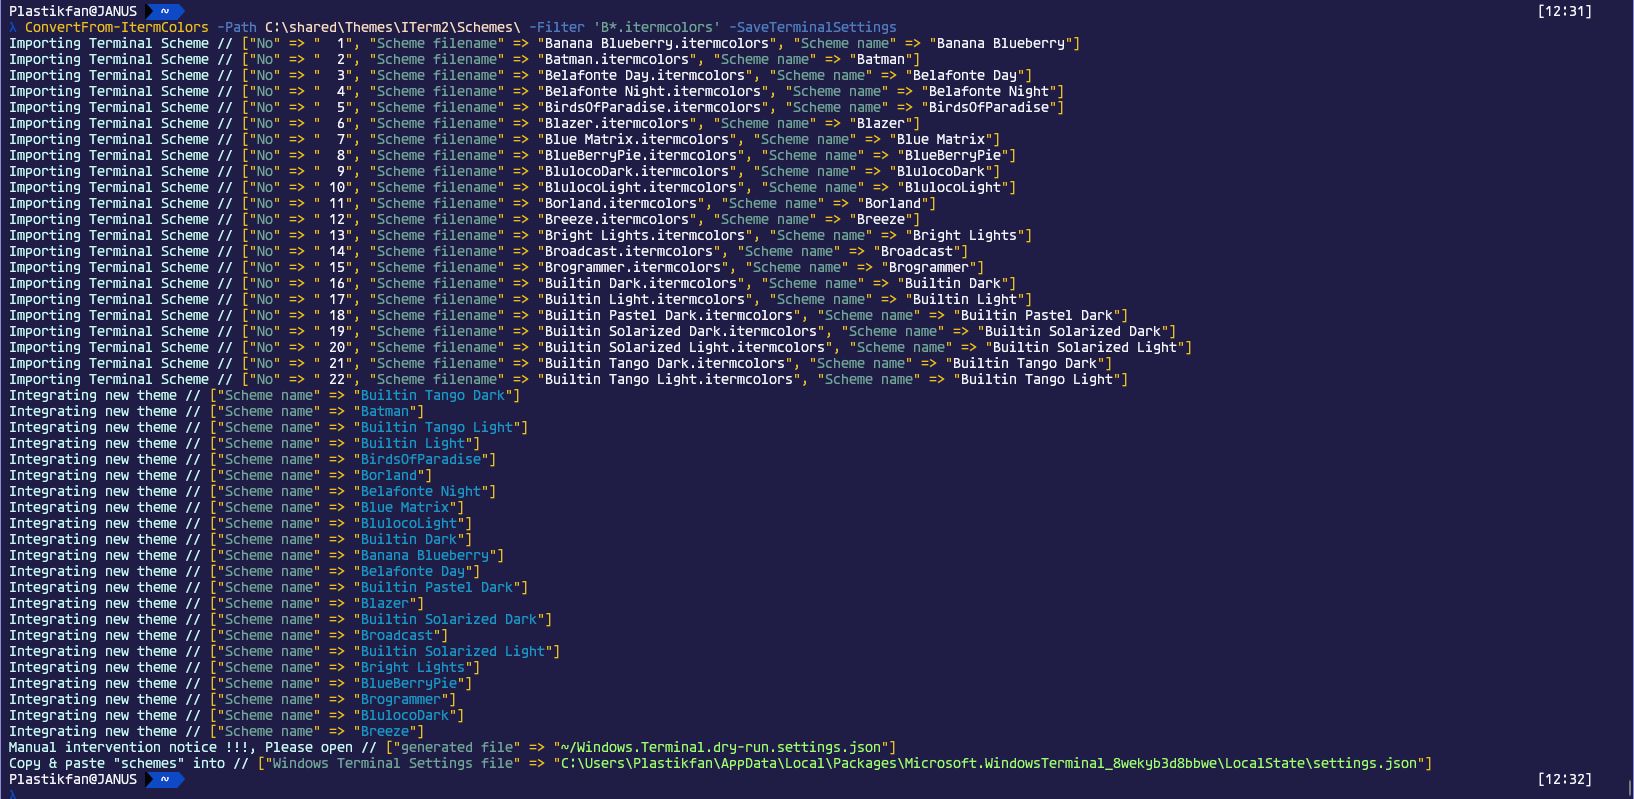 Plastikfan@JANUS ~ [12:31]
λ ConvertFrom-ItermColors -Path C:\shared\Themes\ITerm2\Schemes\ -Filter 'B*.itermcolors' -SaveTerminalSettings
Importing Terminal Scheme // ["No" => "  1", "Scheme filename" => "Banana Blueberry.itermcolors", "Scheme name" => "Banana Blueberry"]
Importing Terminal Scheme // ["No" => "  2", "Scheme filename" => "Batman.itermcolors", "Scheme name" => "Batman"]
Importing Terminal Scheme // ["No" => "  3", "Scheme filename" => "Belafonte Day.itermcolors", "Scheme name" => "Belafonte Day"]
Importing Terminal Scheme // ["No" => "  4", "Scheme filename" => "Belafonte Night.itermcolors", "Scheme name" => "Belafonte Night"]
Importing Terminal Scheme // ["No" => "  5", "Scheme filename" => "BirdsOfParadise.itermcolors", "Scheme name" => "BirdsOfParadise"]
Importing Terminal Scheme // ["No" => "  6", "Scheme filename" => "Blazer.itermcolors", "Scheme name" => "Blazer"]
Importing Terminal Scheme // ["No" => "  7", "Scheme filename" => "Blue Matrix.itermcolors", "Scheme name" => "Blue Matrix"]
Importing Terminal Scheme // ["No" => "  8", "Scheme filename" => "BlueBerryPie.itermcolors", "Scheme name" => "BlueBerryPie"]
Importing Terminal Scheme // ["No" => "  9", "Scheme filename" => "BlulocoDark.itermcolors", "Scheme name" => "BlulocoDark"]
Importing Terminal Scheme // ["No" => " 10", "Scheme filename" => "BlulocoLight.itermcolors", "Scheme name" => "BlulocoLight"]
Importing Terminal Scheme // ["No" => " 11", "Scheme filename" => "Borland.itermcolors", "Scheme name" => "Borland"]
Importing Terminal Scheme // ["No" => " 12", "Scheme filename" => "Breeze.itermcolors", "Scheme name" => "Breeze"]
Importing Terminal Scheme // ["No" => " 13", "Scheme filename" => "Bright Lights.itermcolors", "Scheme name" => "Bright Lights"]
Importing Terminal Scheme // ["No" => " 14", "Scheme filename" => "Broadcast.itermcolors", "Scheme name" => "Broadcast"]
Importing Terminal Scheme // ["No" => " 15", "Scheme filename" => "Brogrammer.itermcolors", "Scheme name" => "Brogrammer"]
Importing Terminal Scheme // ["No" => " 16", "Scheme filename" => "Builtin Dark.itermcolors", "Scheme name" => "Builtin Dark"]
Importing Terminal Scheme // ["No" => " 17", "Scheme filename" => "Builtin Light.itermcolors", "Scheme name" => "Builtin Light"]
Importing Terminal Scheme // ["No" => " 18", "Scheme filename" => "Builtin Pastel Dark.itermcolors", "Scheme name" => "Builtin Pastel Dark"]
Importing Terminal Scheme // ["No" => " 19", "Scheme filename" => "Builtin Solarized Dark.itermcolors", "Scheme name" => "Builtin Solarized Dark"]
Importing Terminal Scheme // ["No" => " 20", "Scheme filename" => "Builtin Solarized Light.itermcolors", "Scheme name" => "Builtin Solarized Light"]
Importing Terminal Scheme // ["No" => " 21", "Scheme filename" => "Builtin Tango Dark.itermcolors", "Scheme name" => "Builtin Tango Dark"]
Importing Terminal Scheme // ["No" => " 22", "Scheme filename" => "Builtin Tango Light.itermcolors", "Scheme name" => "Builtin Tango Light"]
Integrating new theme // ["Scheme name" => "Builtin Tango Dark"]
Integrating new theme // ["Scheme name" => "Batman"]
Integrating new theme // ["Scheme name" => "Builtin Tango Light"]
Integrating new theme // ["Scheme name" => "Builtin Light"]
Integrating new theme // ["Scheme name" => "BirdsOfParadise"]
Integrating new theme // ["Scheme name" => "Borland"]
Integrating new theme // ["Scheme name" => "Belafonte Night"]
Integrating new theme // ["Scheme name" => "Blue Matrix"]
Integrating new theme // ["Scheme name" => "BlulocoLight"]
Integrating new theme // ["Scheme name" => "Builtin Dark"]
Integrating new theme // ["Scheme name" => "Banana Blueberry"]
Integrating new theme // ["Scheme name" => "Belafonte Day"]
Integrating new theme // ["Scheme name" => "Builtin Pastel Dark"]
Integrating new theme // ["Scheme name" => "Blazer"]
Integrating new theme // ["Scheme name" => "Builtin Solarized Dark"]
Integrating new theme // ["Scheme name" => "Broadcast"]
Integrating new theme // ["Scheme name" => "Builtin Solarized Light"]
Integrating new theme // ["Scheme name" => "Bright Lights"]
Integrating new theme // ["Scheme name" => "BlueBerryPie"]
Integrating new theme // ["Scheme name" => "Brogrammer"]
Integrating new theme // ["Scheme name" => "BlulocoDark"]
Integrating new theme // ["Scheme name" => "Breeze"]
Manual intervention notice !!!, Please open // ["generated file" => "~/Windows.Terminal.dry-run.settings.json"]
Copy & paste "schemes" into // ["Windows Terminal Settings file" => "C:\Users\Plastikfan\AppData\Local\Packages\Microsoft.WindowsTerminal_8wekyb3d8bbwe\LocalState\settings.json"]
Plastikfan@JANUS ~ [12:32]
λ